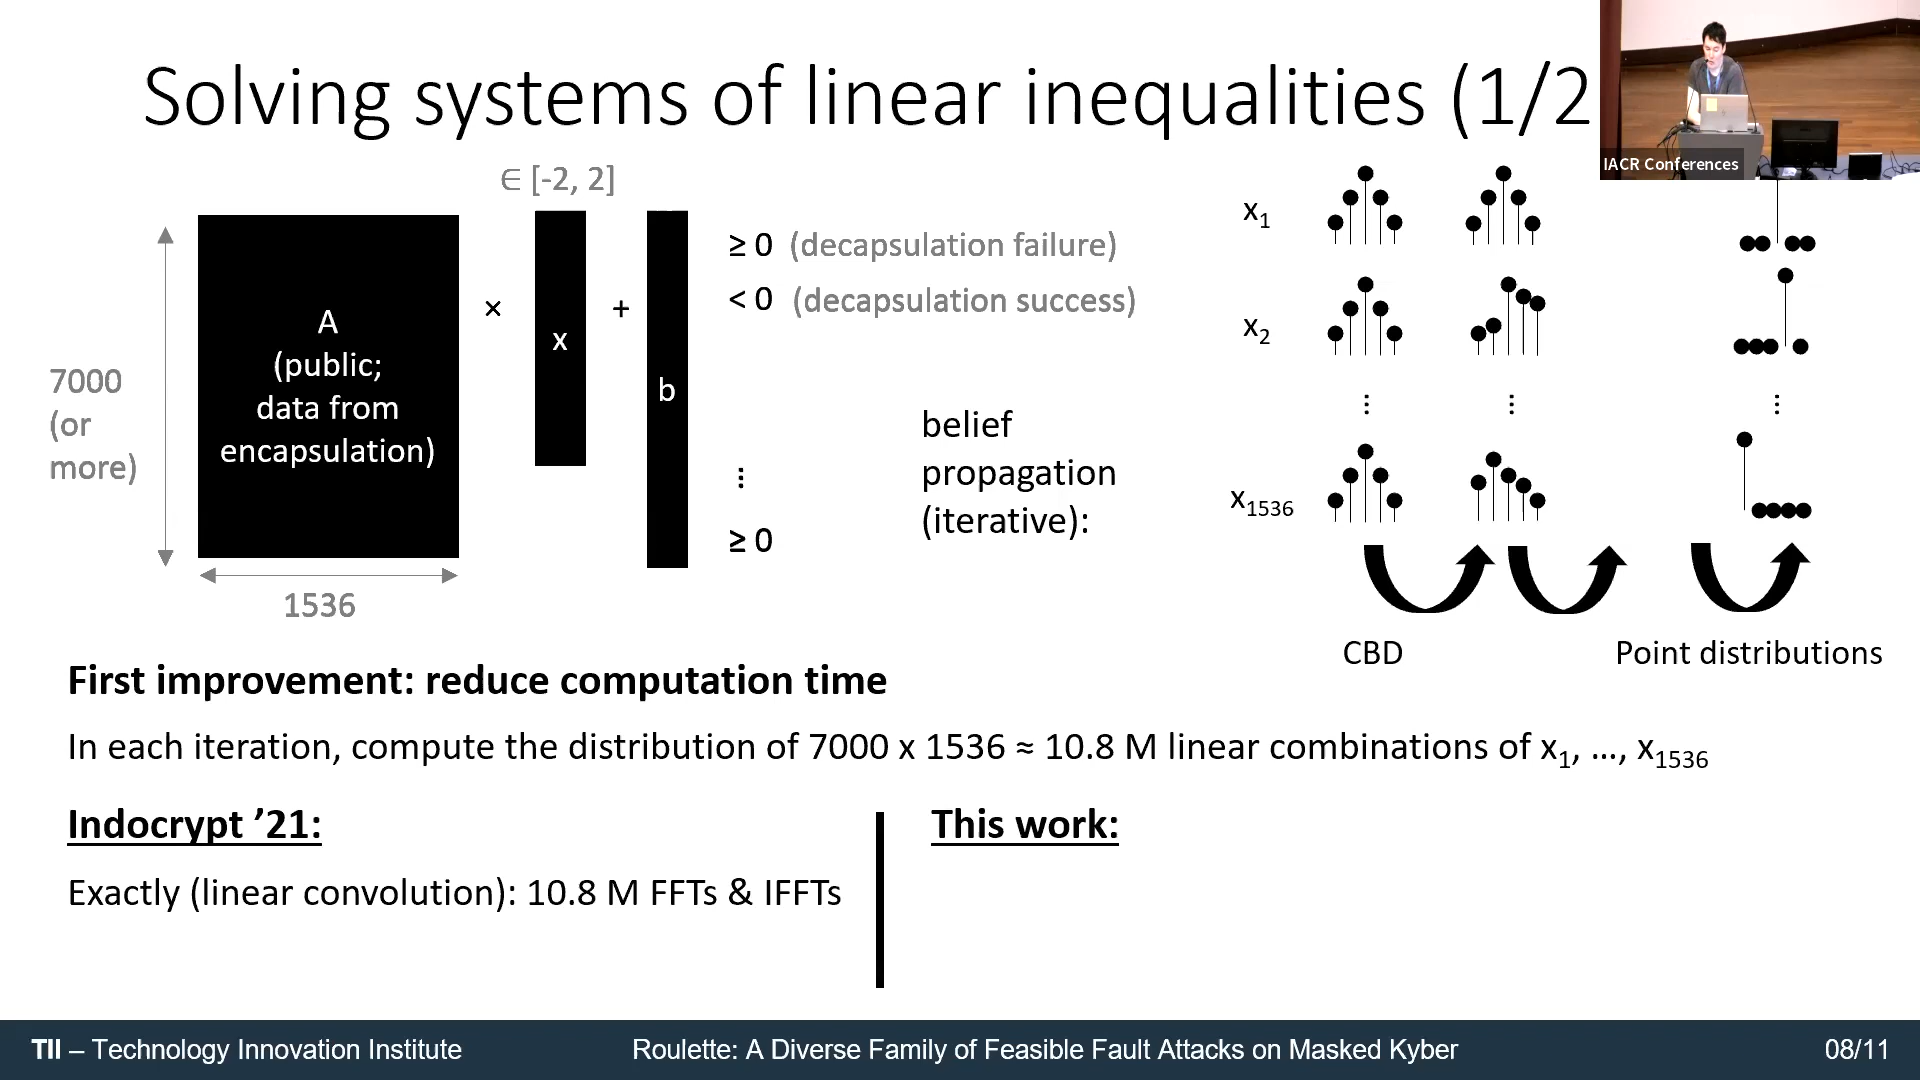 Solving systems of linear inequalities (1/2
IACR Conferences
∈ [-2, 2]
7000
(or
more)
A
(public;
data from
encapsulation)
1536
×
x
+
b
≥ 0 (decapsulation failure)
< 0 (decapsulation success)
⋮
≥ 0
belief
propagation
(iterative):
x1
x2
⋮ ⋮ ⋮
x1536
CBD
Point distributions
First improvement: reduce computation time
In each iteration, compute the distribution of 7000 x 1536 ≈ 10.8 M linear combinations of x1, …, x1536
Indocrypt ’21:
Exactly (linear convolution): 10.8 M FFTs & IFFTs
This work:
TII – Technology Innovation Institute
Roulette: A Diverse Family of Feasible Fault Attacks on Masked Kyber
08/11